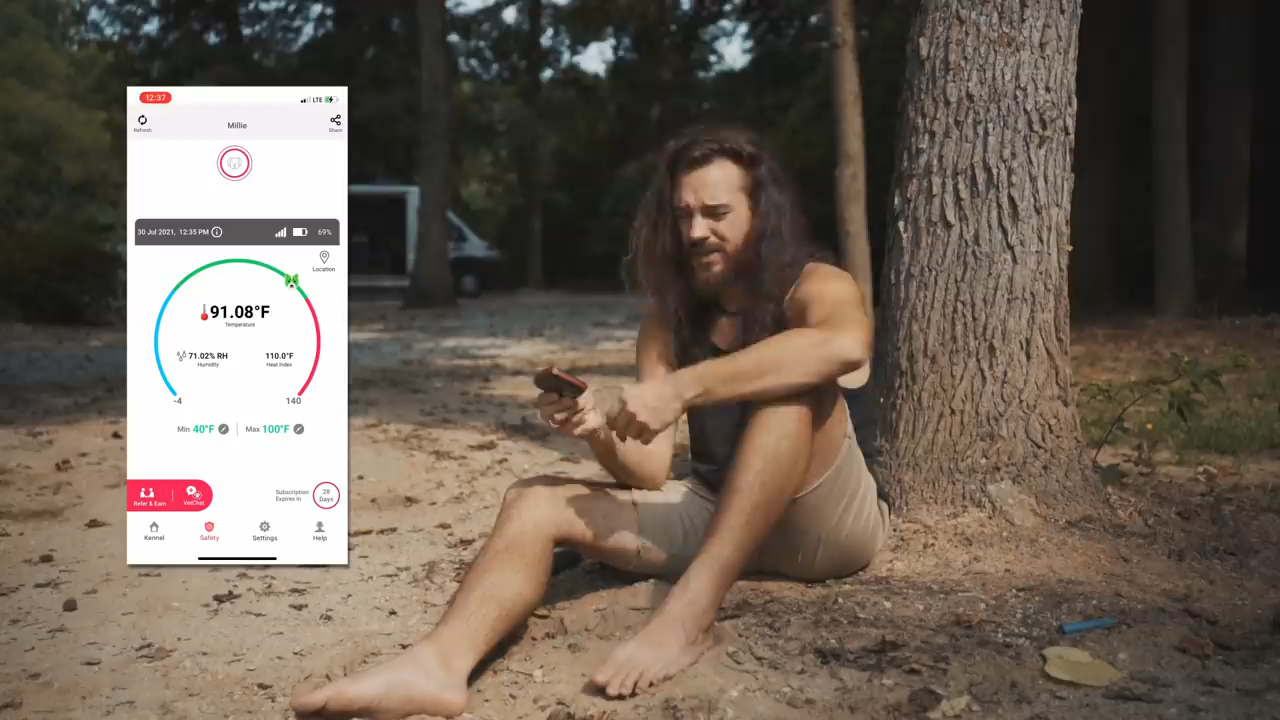 12:37
LTE
Refresh
Millie
Share
30 Jul 2021, 12:35 PM
69%
Location
91.08°F
Temperature
71.02% RH
Humidity
110.0°F
Heat Index
-4
140
Min 40°F
Max 100°F
Refer & Earn
VetChat
Subscription
Expires in
28
Days
Kennel
Safety
Settings
Help